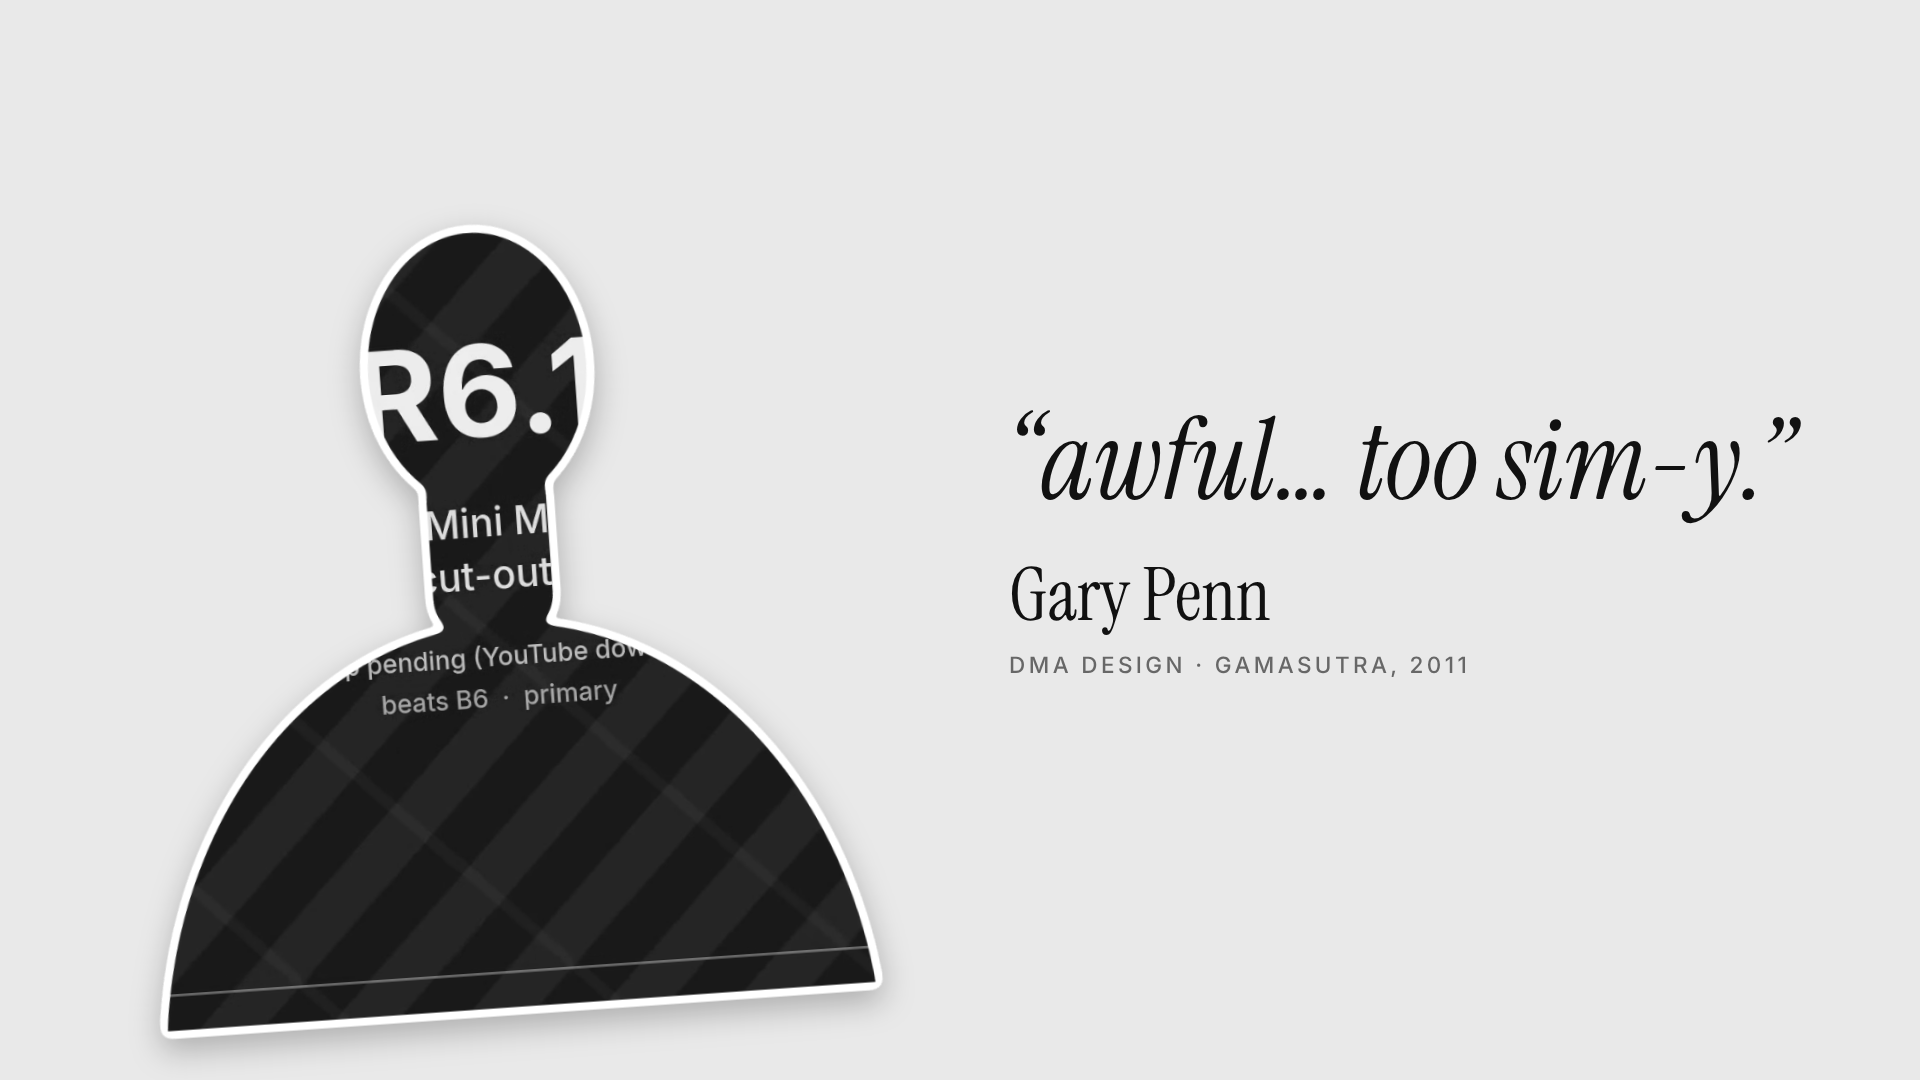 R6.1
Mini M
cut-out
pending (YouTube dow
beats B6 · primary
“awful... too sim-y.”
Gary Penn
DMA DESIGN · GAMASUTRA, 2011